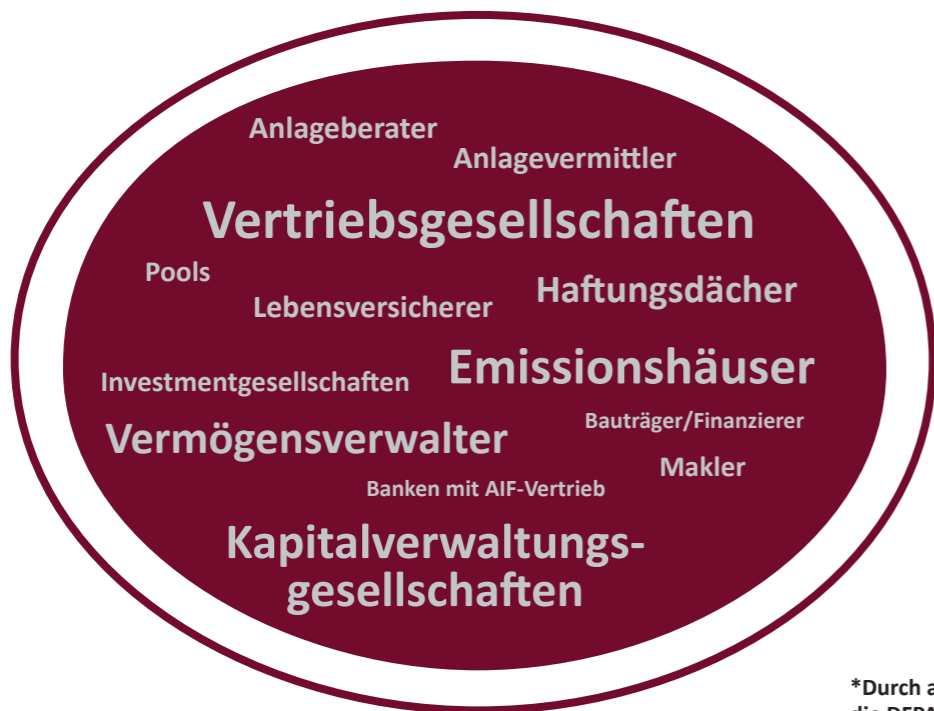 Anlageberater
Anlagevermittler
Vertriebsgesellschaften
Pools
Haftungsdächer
Lebensversicherer
Emissionshäuser
Investmentgesellschaften
Bauträger/Finanzierer
Vermögensverwalter
Makler
Banken mit AIF-Vertrieb
Kapitalverwaltungs-
gesellschaften
*Durch
die